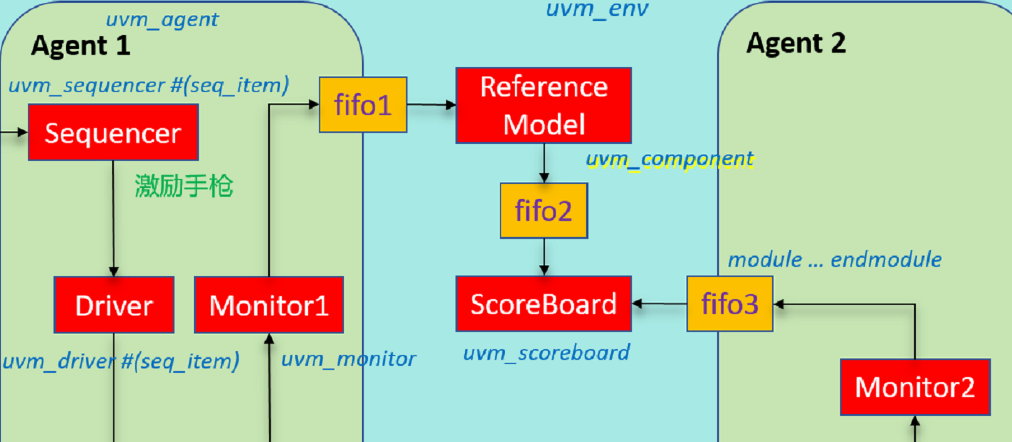 uvm_agent
Agent 1
uvm_sequencer #(seq_item)
Sequencer
激励手枪
Driver
uvm_driver #(seq_item)
Monitor1
uvm_monitor
fifo1
uvm_env
Reference
Model
uvm_component
fifo2
ScoreBoard
uvm_scoreboard
Agent 2
module ... endmodule
fifo3
Monitor2